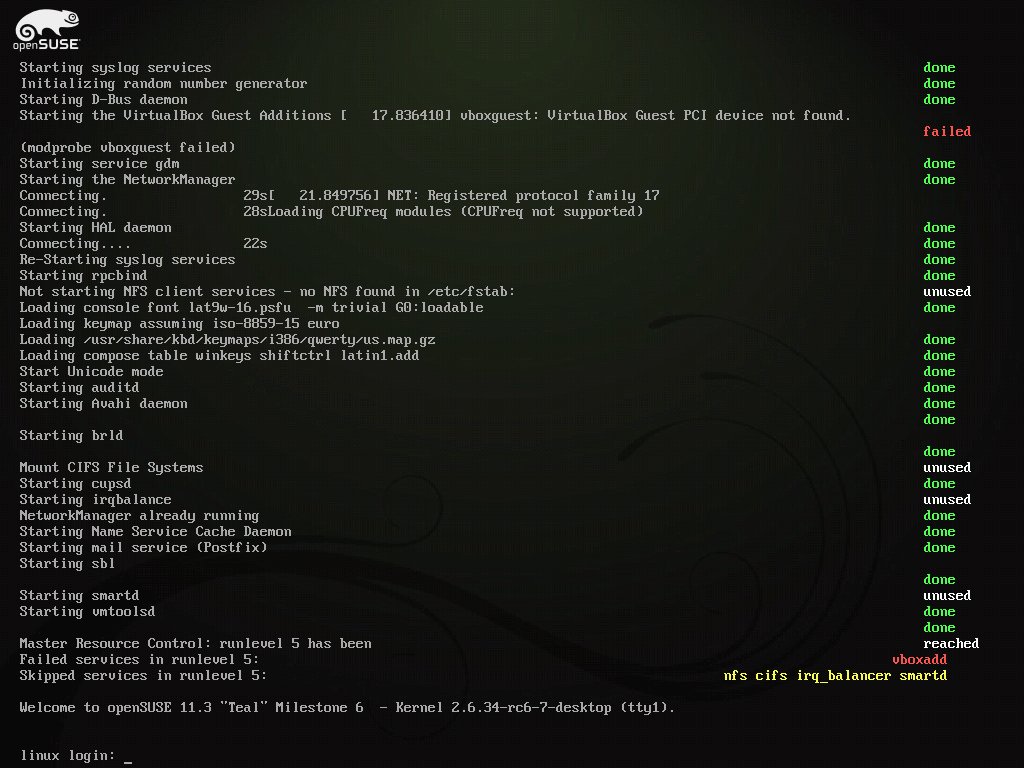 openSUSE
Starting syslog services done
Initializing random number generator done
Starting D-Bus daemon done
Starting the VirtualBox Guest Additions [   17.836410] vboxguest: VirtualBox Guest PCI device not found.
failed
(modprobe vboxguest failed)
Starting service gdm done
Starting the NetworkManager done
Connecting. 29s[   21.849756] NET: Registered protocol family 17
Connecting. 28sLoading CPUFreq modules (CPUFreq not supported)
Starting HAL daemon done
Connecting.... 22s done
Re-Starting syslog services done
Starting rpcbind done
Not starting NFS client services - no NFS found in /etc/fstab: unused
Loading console font lat9w-16.psfu  -m trivial G0:loadable done
Loading keymap assuming iso-8859-15 euro
Loading /usr/share/kbd/keymaps/i386/qwerty/us.map.gz done
Loading compose table winkeys shiftctrl latin1.add done
Start Unicode mode done
Starting auditd done
Starting Avahi daemon done
done
Starting brld
done
Mount CIFS File Systems unused
Starting cupsd done
Starting irqbalance unused
NetworkManager already running done
Starting Name Service Cache Daemon done
Starting mail service (Postfix) done
Starting sbl
done
Starting smartd unused
Starting vmtoolsd done
done
Master Resource Control: runlevel 5 has been reached
Failed services in runlevel 5: vboxadd
Skipped services in runlevel 5: nfs cifs irq_balancer smartd
Welcome to openSUSE 11.3 "Teal" Milestone 6  - Kernel 2.6.34-rc6-7-desktop (tty1).
linux login: _